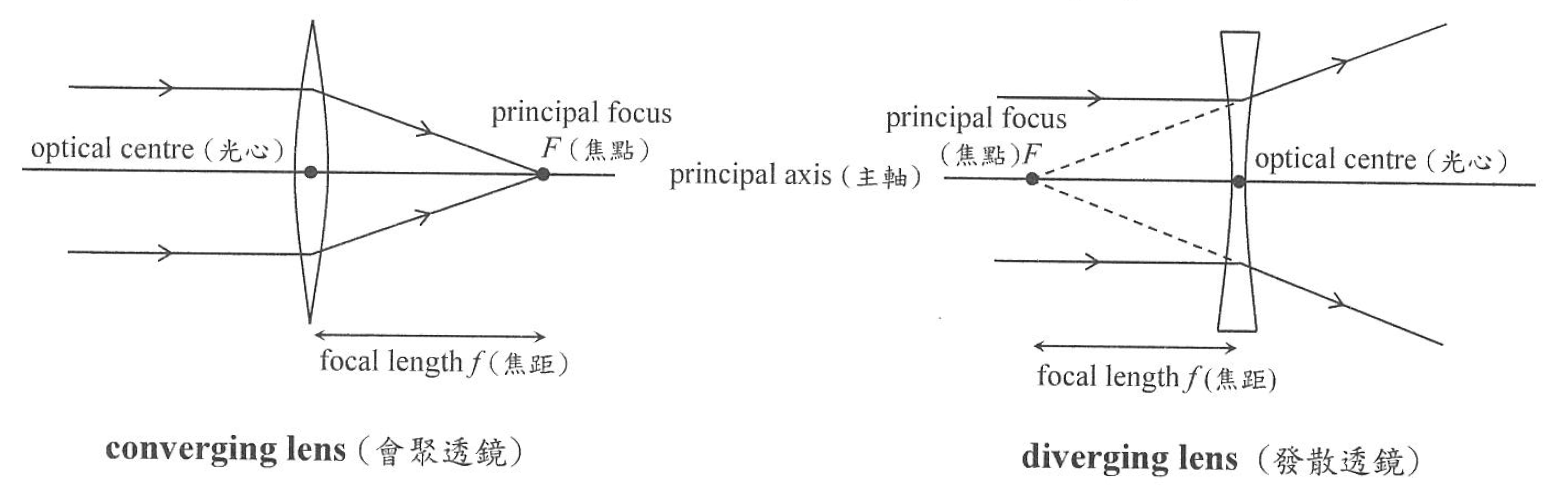 principal focus
F (焦點)
optical centre (光心)
focal length f (焦距)
converging lens (會聚透鏡)
principal focus
(焦點) F
principal axis (主軸)
optical centre (光心)
focal length f (焦距)
diverging lens (發散透鏡)